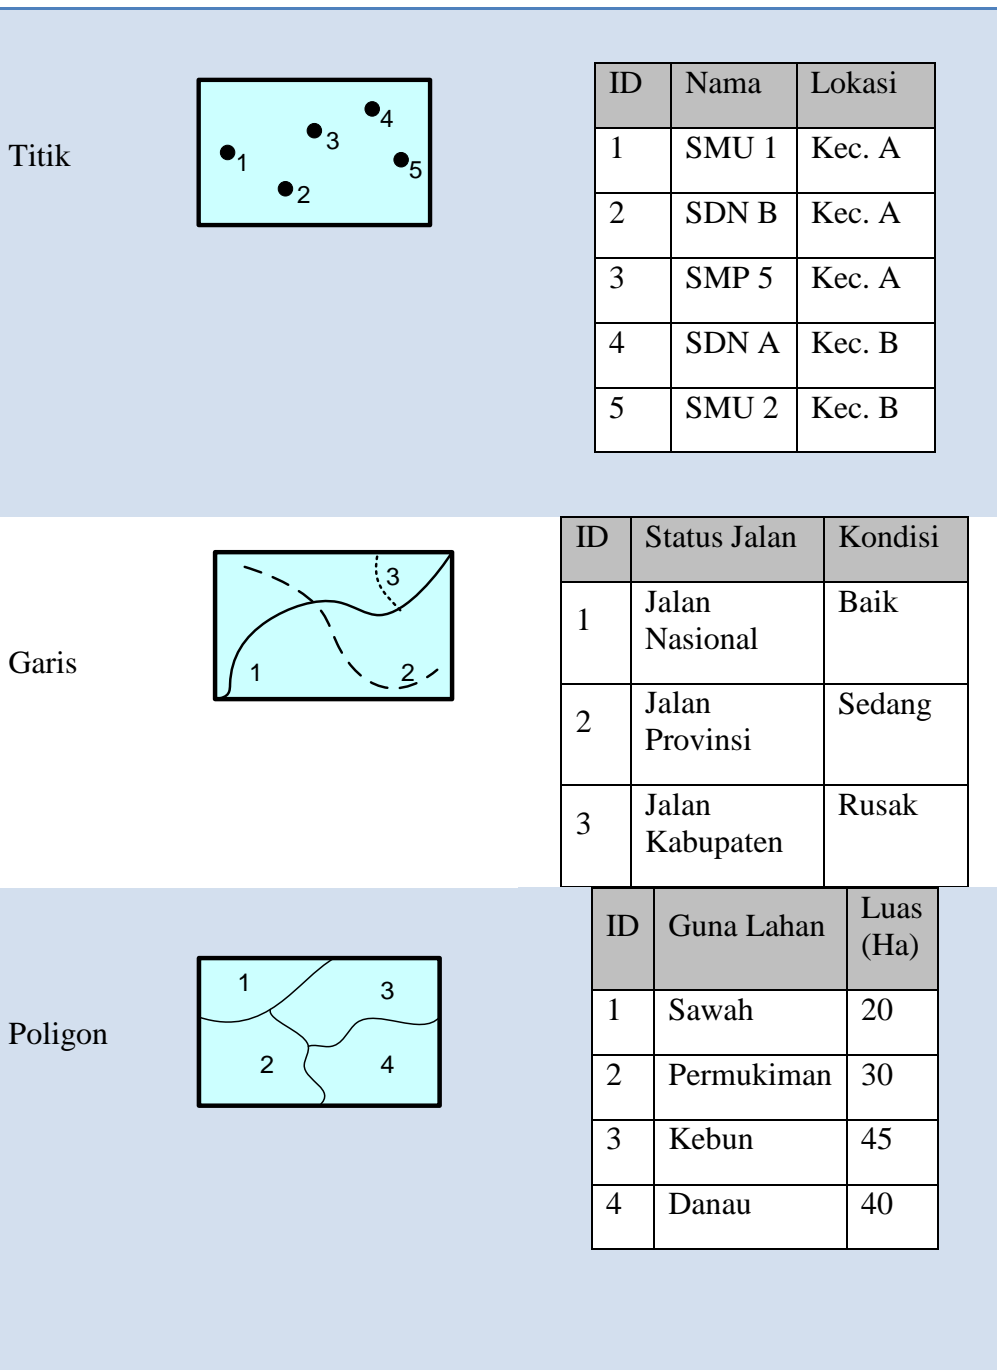 Titik
1
2
3
4
5
ID Nama Lokasi
1 SMU 1 Kec. A
2 SDN B Kec. A
3 SMP 5 Kec. A
4 SDN A Kec. B
5 SMU 2 Kec. B
Garis
1
2
3
ID Status Jalan Kondisi
1 Jalan Nasional Baik
2 Jalan Provinsi Sedang
3 Jalan Kabupaten Rusak
Poligon
1
3
2
4
ID Guna Lahan Luas (Ha)
1 Sawah 20
2 Permukiman 30
3 Kebun 45
4 Danau 40